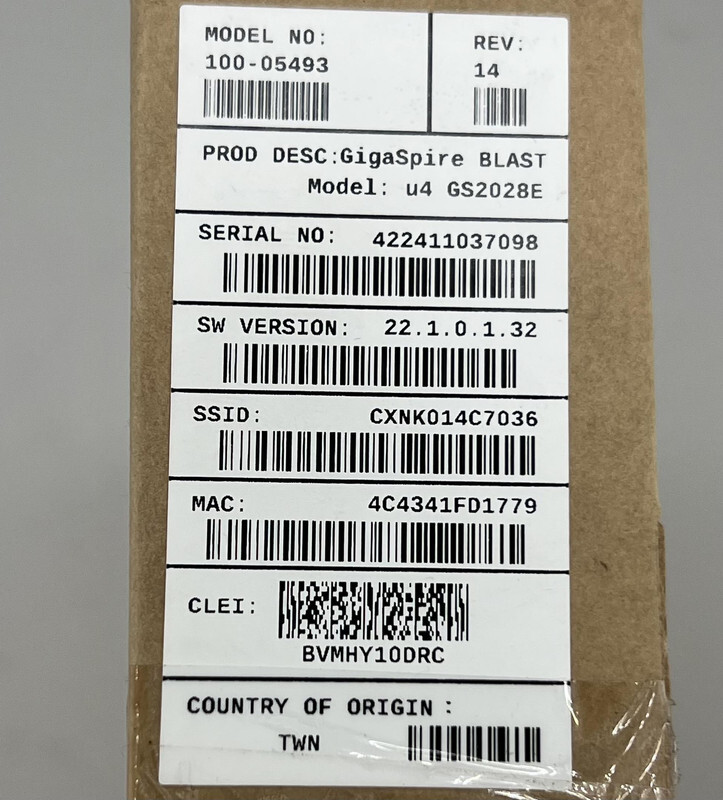 MODEL NO:
100-05493
REV:
14
PROD DESC:GigaSpire BLAST
Model: u4 GS2028E
SERIAL NO: 422411037098
SW VERSION: 22.1.0.1.32
SSID: CXNK014C7036
MAC: 4C4341FD1779
CLEI:
BVMHY10DRC
COUNTRY OF ORIGIN :
TWN